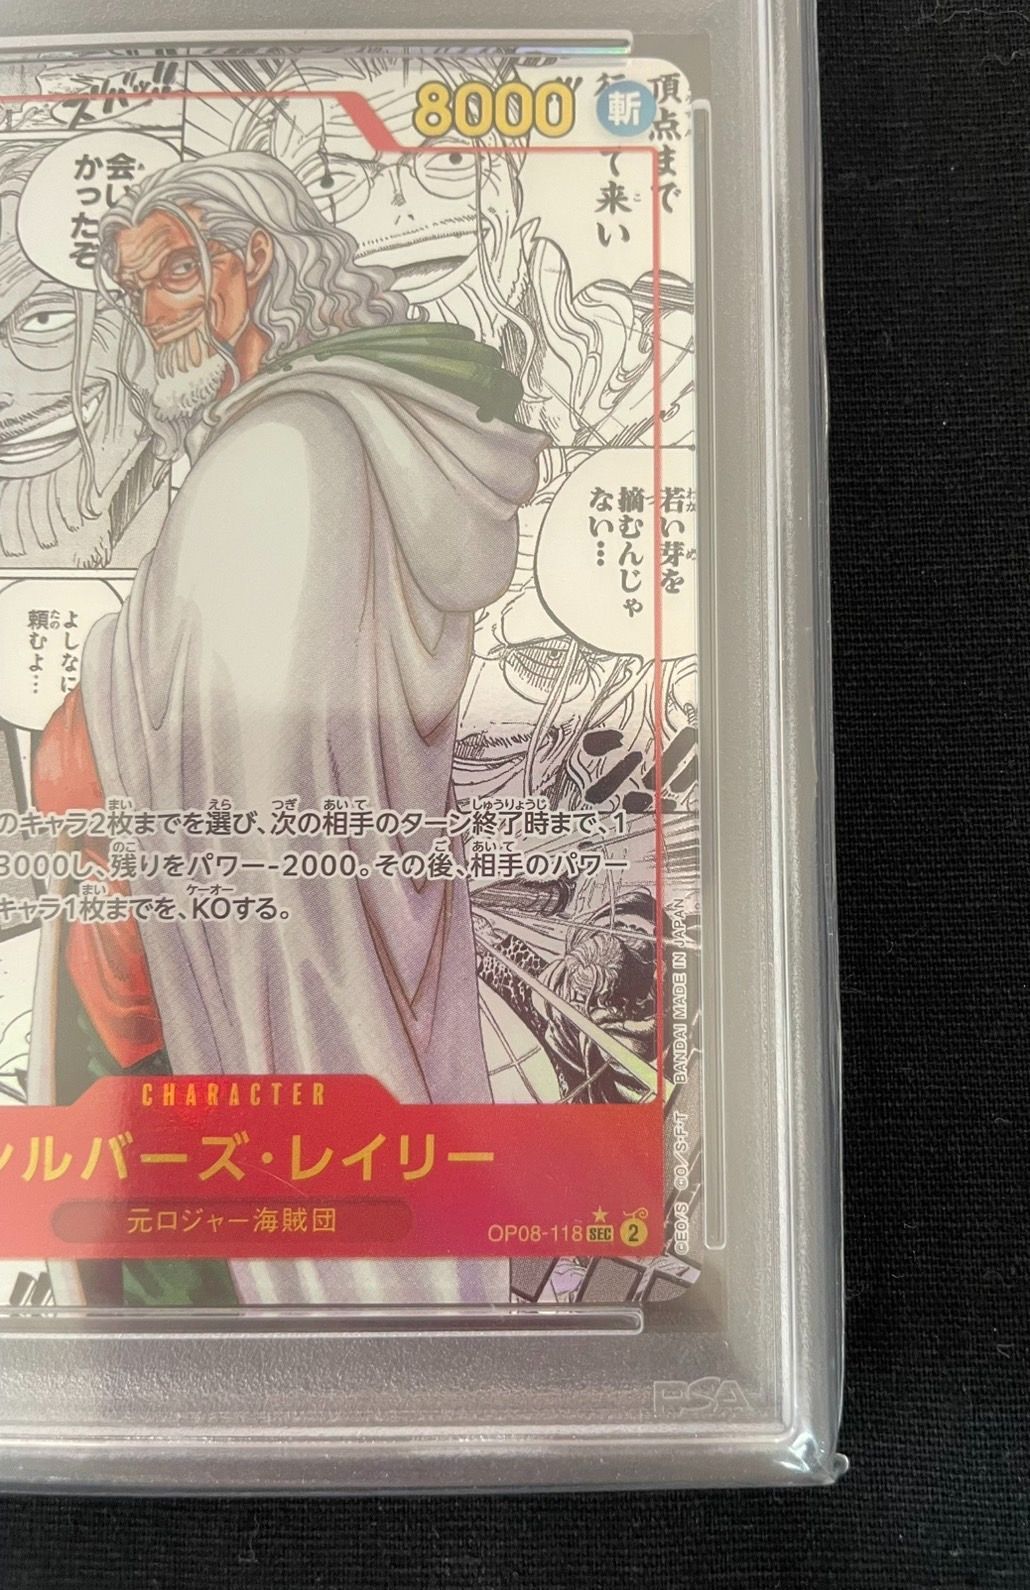 ズバッ!!
8000
斬
頂点まで
て来い
会い
かったぞ
若い芽を
摘むんじゃ
ない…
よしなに
頼むよ…
のキャラ2枚までを選び、次の相手のターン終了時まで、1
3000し、残りをパワー-2000。その後、相手のパワー
キャラ1枚までを、KOする。
CHARACTER
ルバーズ・レイリー
元ロジャー海賊団
OP08-118 SEC 2
©EO/S ©O/S・F・T BANDAI MADE IN JAPAN
PSA